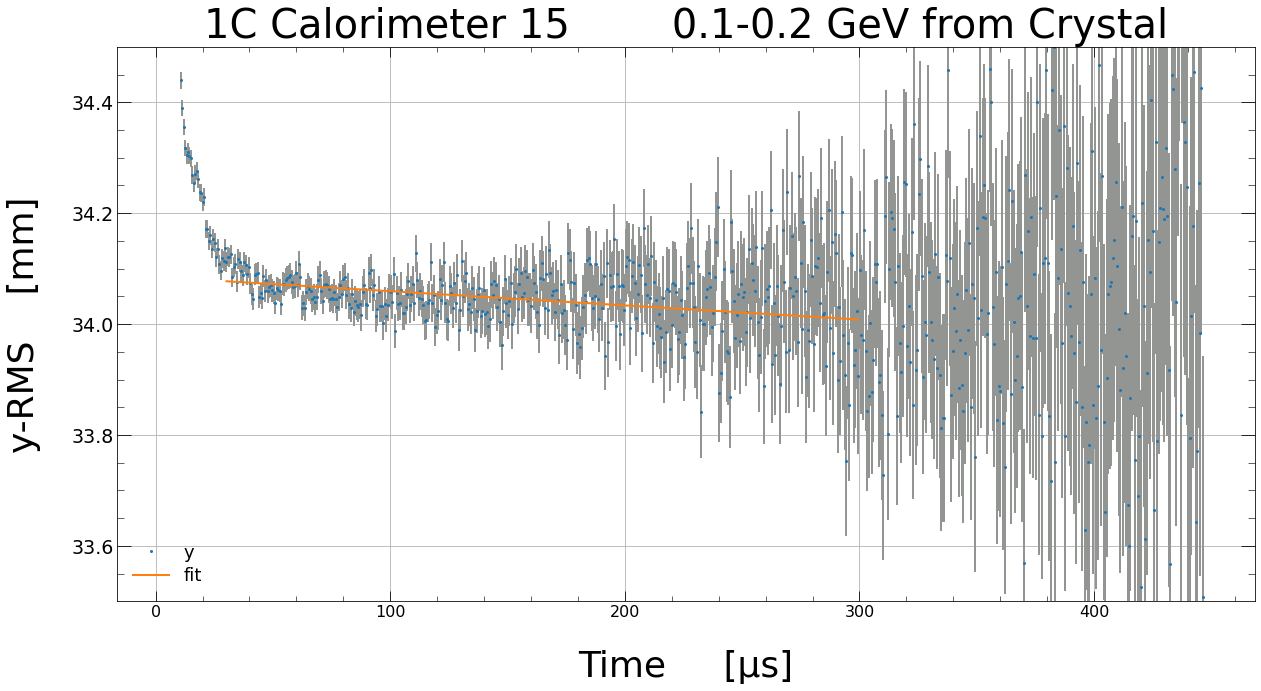 1C Calorimeter 15 0.1-0.2 GeV from Crystal
y-RMS [mm]
34.4
34.2
34.0
33.8
33.6
y
fit
0 100 200 300 400
Time [μs]